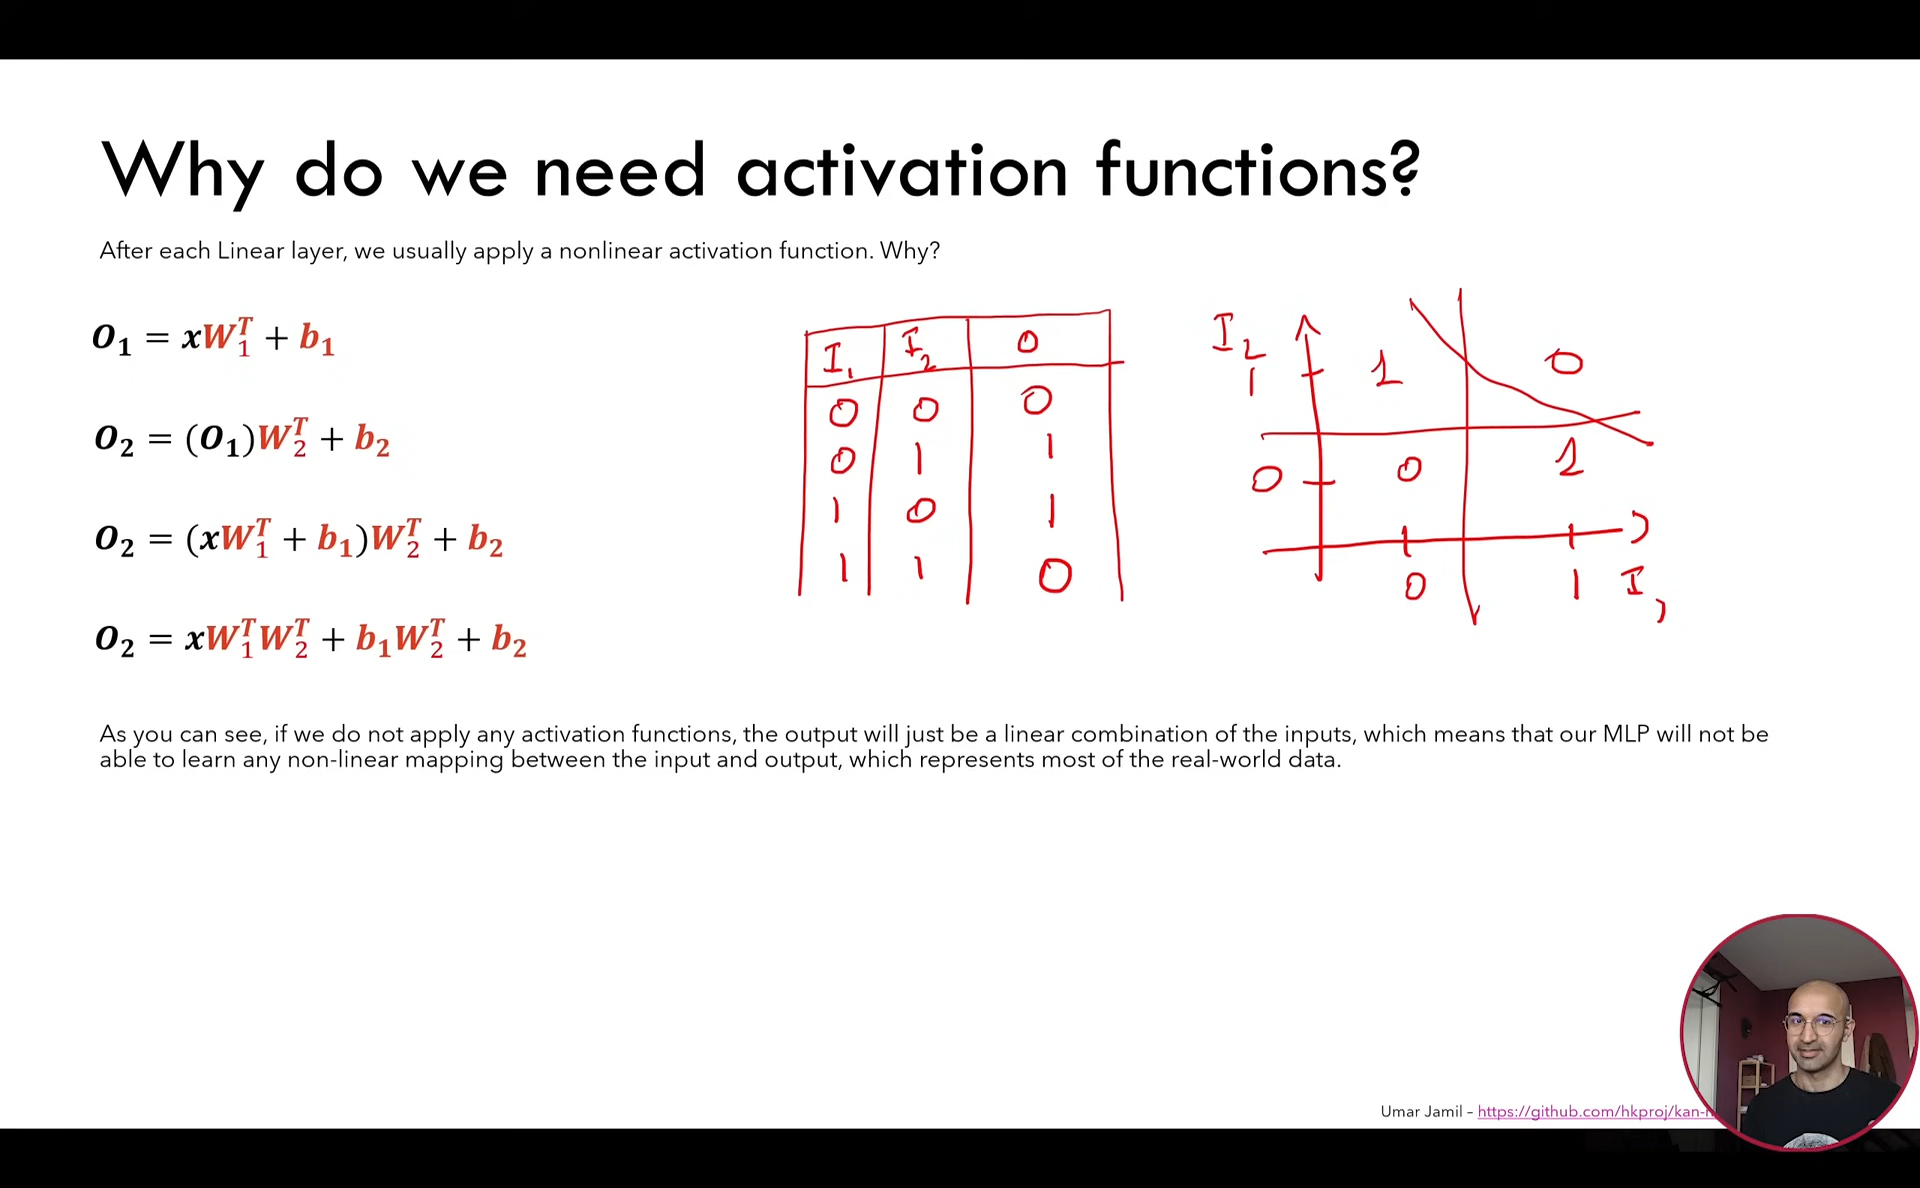 Why do we need activation functions?
After each Linear layer, we usually apply a nonlinear activation function. Why?
O₁ = xW₁ᵀ + b₁
O₂ = (O₁)W₂ᵀ + b₂
O₂ = (xW₁ᵀ + b₁)W₂ᵀ + b₂
O₂ = xW₁ᵀW₂ᵀ + b₁W₂ᵀ + b₂
I₁ I₂ O
0 0 0
0 1 1
1 0 1
1 1 0
I₂
1 1 0
0 0 1
0 1 I₁
As you can see, if we do not apply any activation functions, the output will just be a linear combination of the inputs, which means that our MLP will not be
able to learn any non-linear mapping between the input and output, which represents most of the real-world data.
Umar Jamil – https://github.com/hkproj/kan-